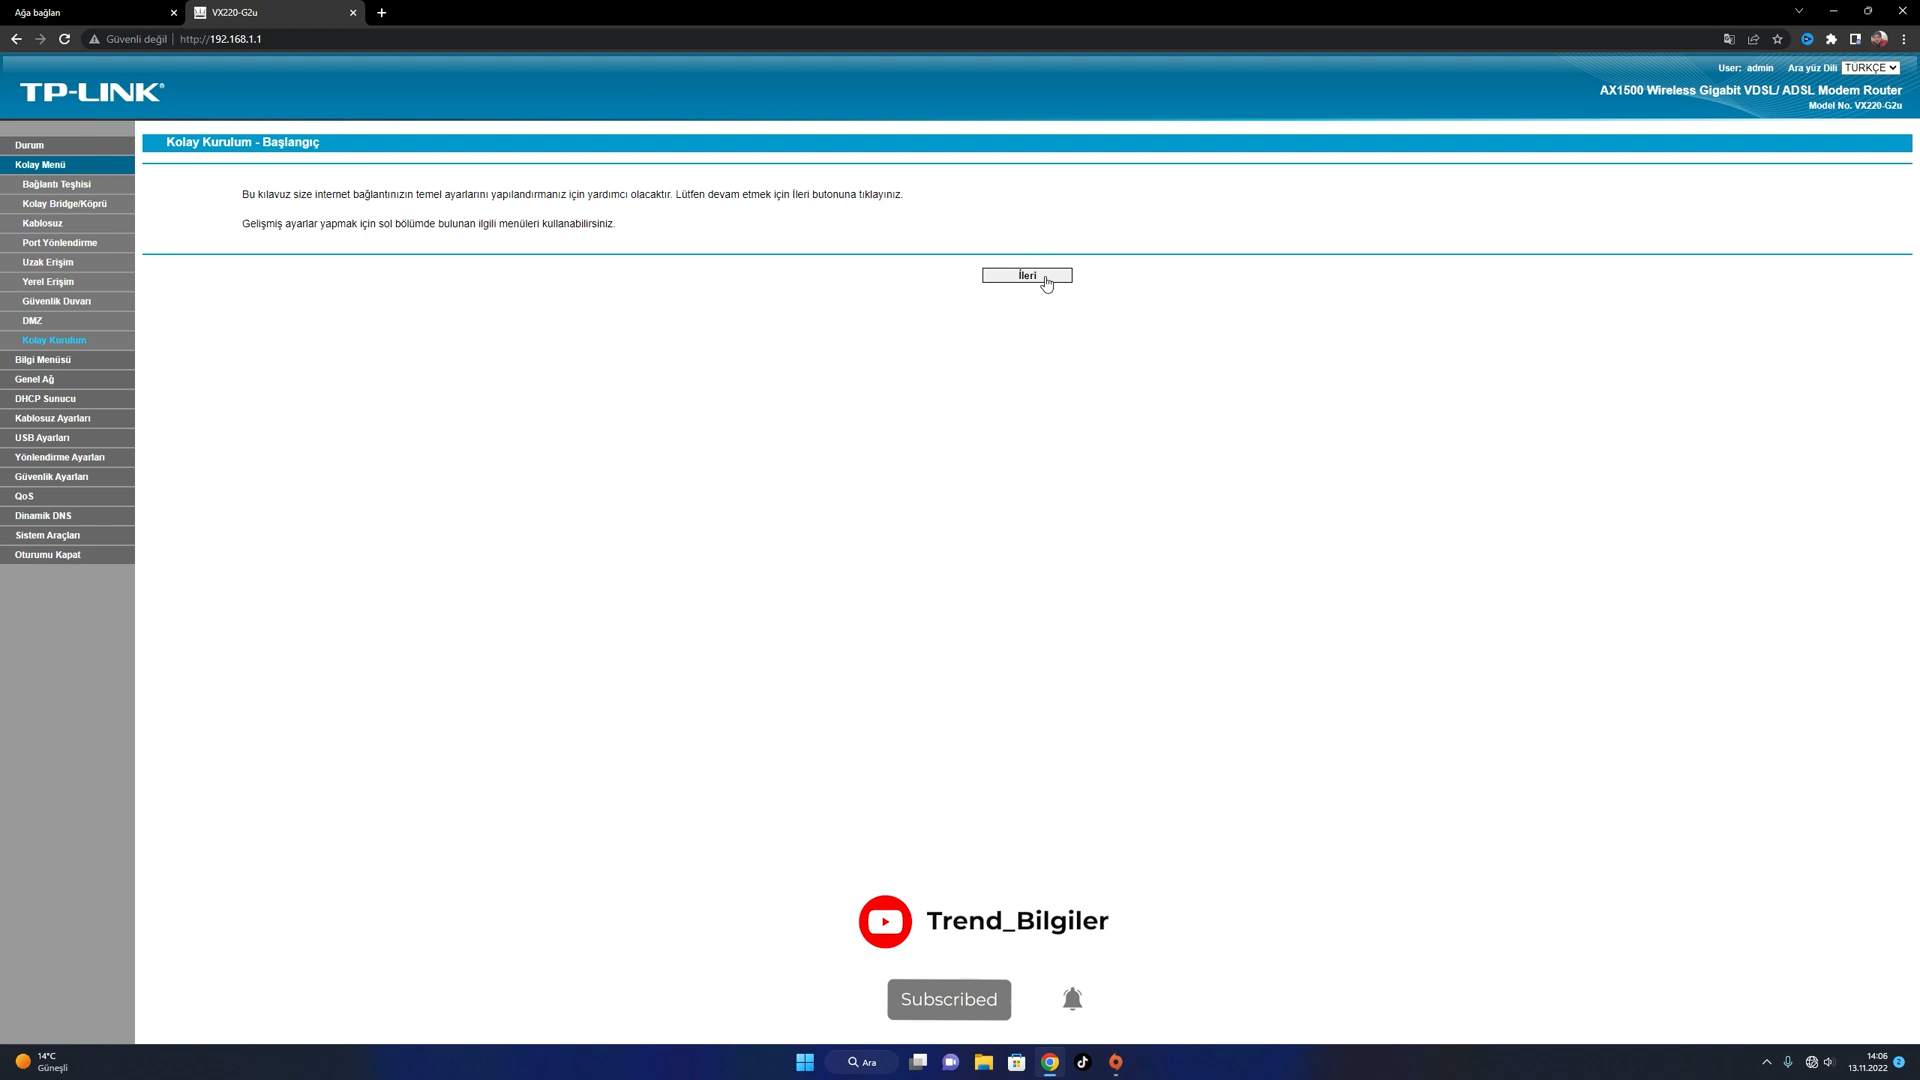 Ağa bağlan
VX220-G2u
Güvenli değil
http://192.168.1.1
TP-LINK®
User: admin
Ara yüz Dili
TÜRKÇE
AX1500 Wireless Gigabit VDSL/ ADSL Modem Router
Model No. VX220-G2u
Durum
Kolay Menü
Bağlantı Teşhisi
Kolay Bridge/Köprü
Kablosuz
Port Yönlendirme
Uzak Erişim
Yerel Erişim
Güvenlik Duvarı
DMZ
Kolay Kurulum
Bilgi Menüsü
Genel Ağ
DHCP Sunucu
Kablosuz Ayarları
USB Ayarları
Yönlendirme Ayarları
Güvenlik Ayarları
QoS
Dinamik DNS
Sistem Araçları
Oturumu Kapat
Kolay Kurulum - Başlangıç
Bu kılavuz size internet bağlantınızın temel ayarlarını yapılandırmanız için yardımcı olacaktır. Lütfen devam etmek için İleri butonuna tıklayınız.
Gelişmiş ayarlar yapmak için sol bölümde bulunan ilgili menüleri kullanabilirsiniz.
İleri
Trend_Bilgiler
Subscribed
14°C
Güneşli
Ara
14:06
13.11.2022
2